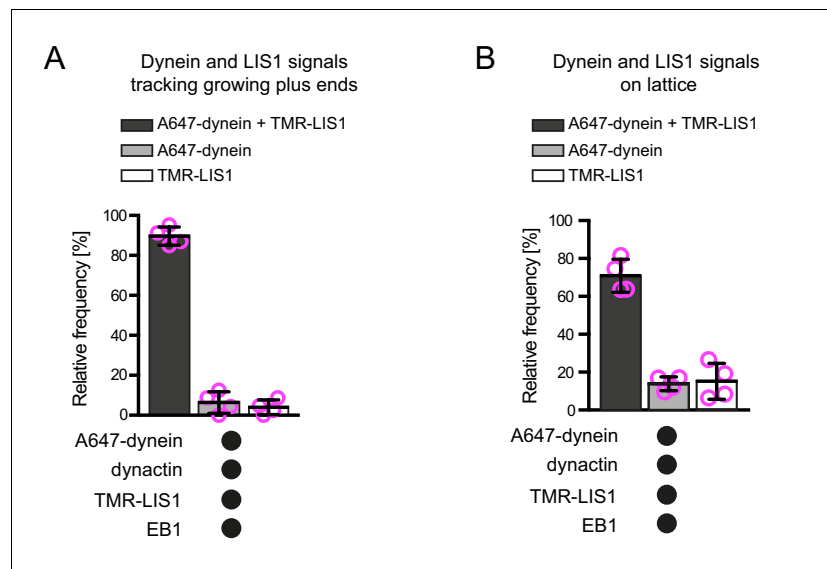 A
Dynein and LIS1 signals
tracking growing plus ends
A647-dynein + TMR-LIS1
A647-dynein
TMR-LIS1
Relative frequency [%]
100
80
60
40
20
0
A647-dynein
dynactin
TMR-LIS1
EB1
B
Dynein and LIS1 signals
on lattice
A647-dynein + TMR-LIS1
A647-dynein
TMR-LIS1
Relative frequency [%]
100
80
60
40
20
0
A647-dynein
dynactin
TMR-LIS1
EB1